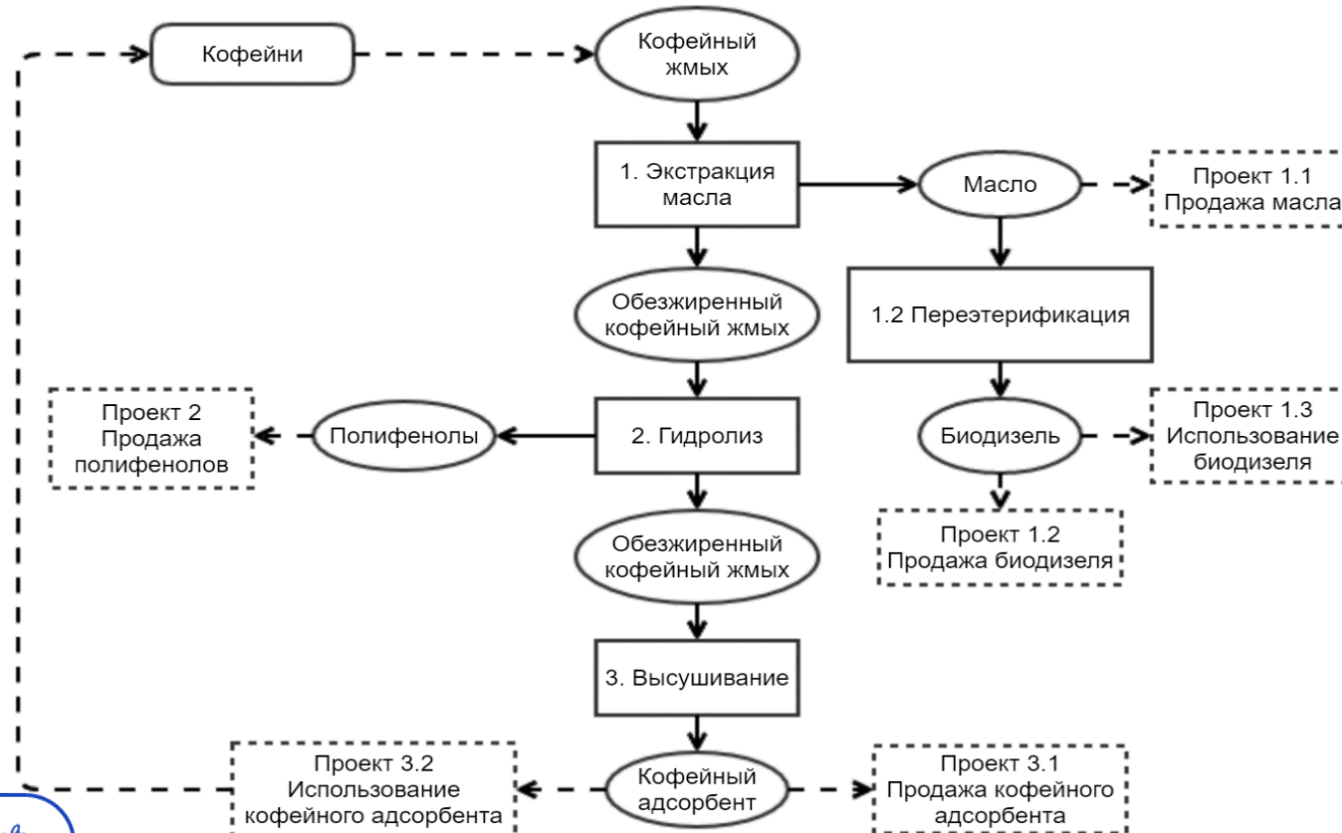 Кофейни
Кофейный
жмых
1. Экстракция
масла
Масло
Проект 1.1
Продажа масла
Обезжиренный
кофейный жмых
1.2 Переэтерификация
Проект 2
Продажа
полифенолов
Полифенолы
2. Гидролиз
Биодизель
Проект 1.3
Использование
биодизеля
Обезжиренный
кофейный жмых
Проект 1.2
Продажа биодизеля
3. Высушивание
Проект 3.2
Использование
кофейного адсорбента
Кофейный
адсорбент
Проект 3.1
Продажа кофейного
адсорбента